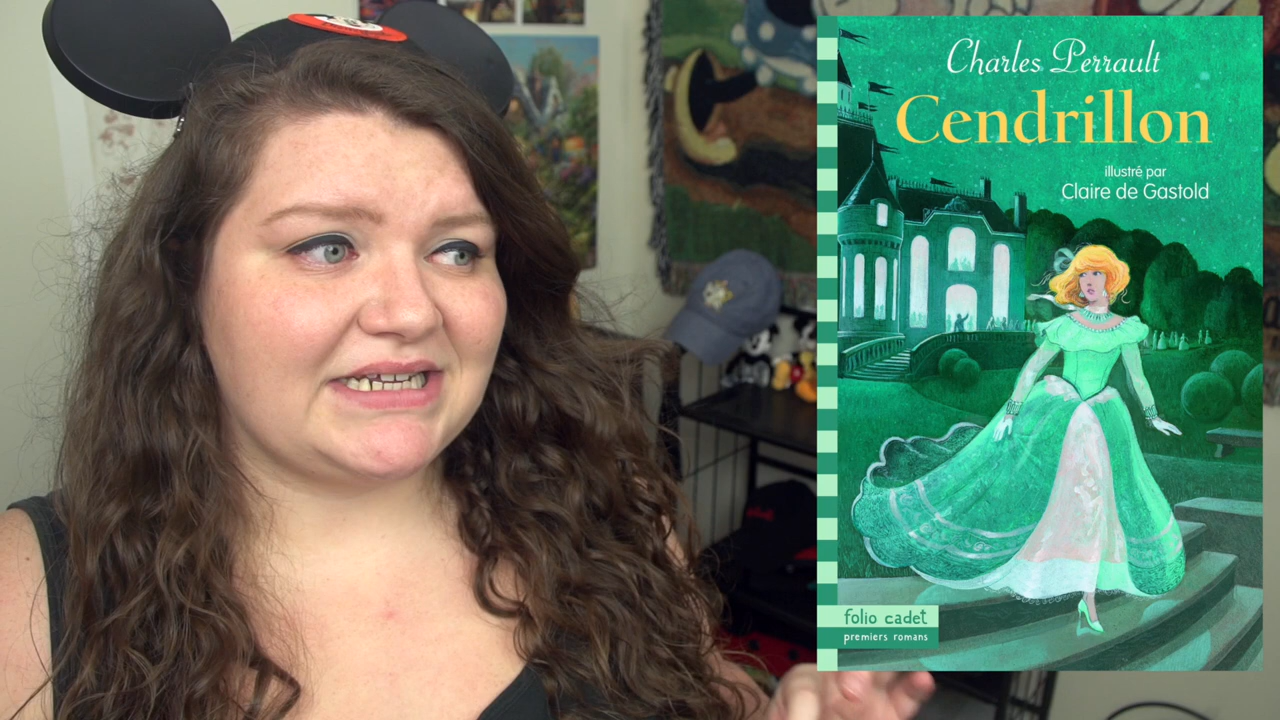 Charles Perrault
Cendrillon
illustré par
Claire de Gastold
folio cadet
premiers romans